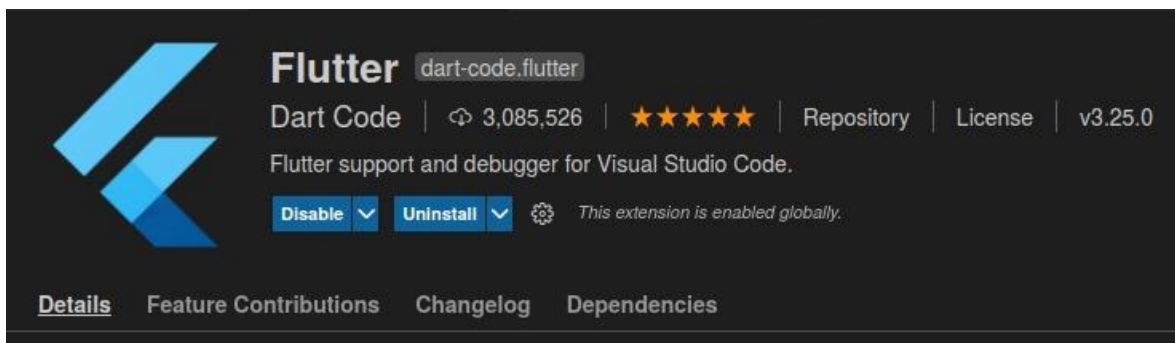 Flutter dart-code.flutter
Dart Code 3,085,526 Repository License v3.25.0
Flutter support and debugger for Visual Studio Code.
Disable Uninstall This extension is enabled globally.
Details Feature Contributions Changelog Dependencies